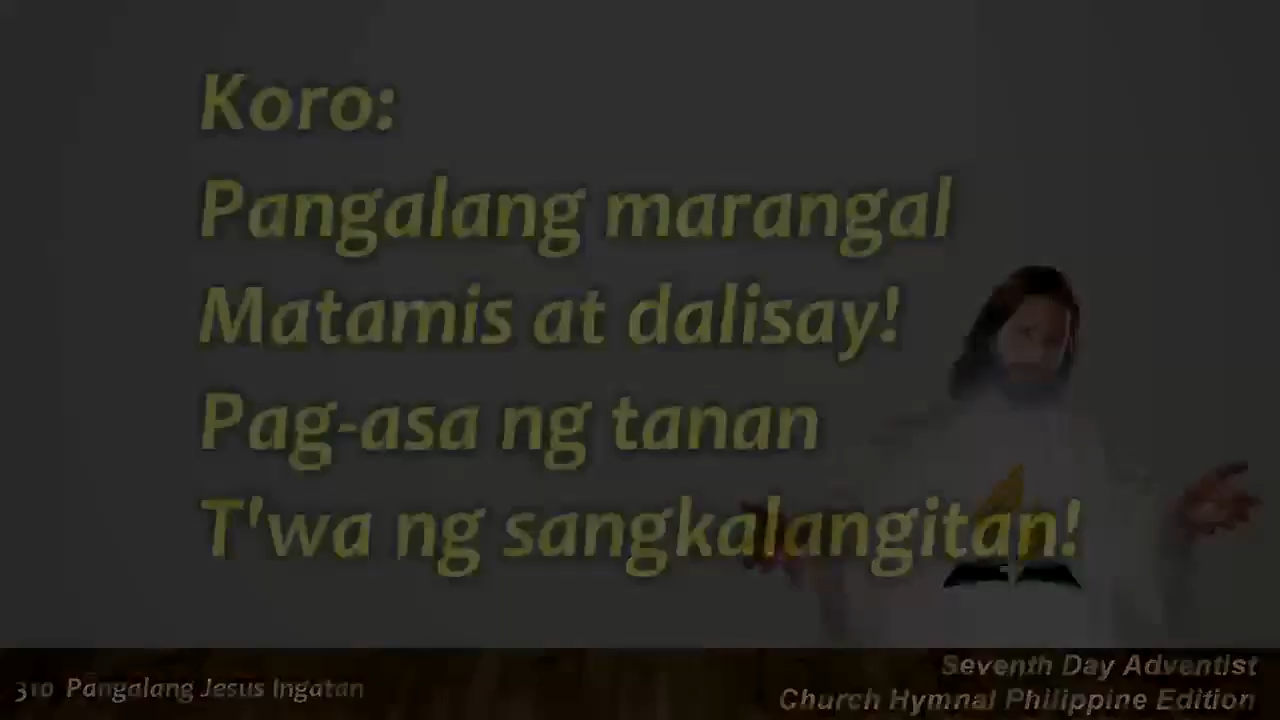 Koro:
Pangalang marangal
Matamis at dalisay!
Pag-asa ng tanan
T'wa ng sangkalangitan!
310 Pangalang Jesus Ingatan
Seventh Day Adventist
Church Hymnal Philippine Edition